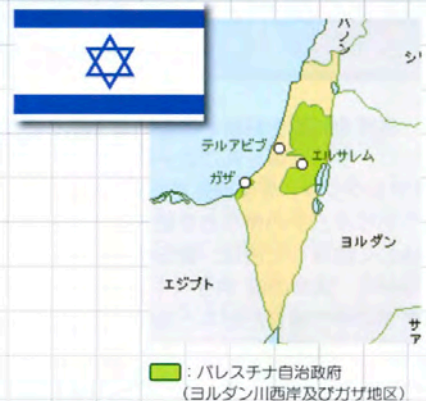 バノン
シリ
テルアビブ
エルサレム
ガザ
ヨルダン
エジプト
サ
ア
:パレスチナ自治政府
(ヨルダン川西岸及びガザ地区)